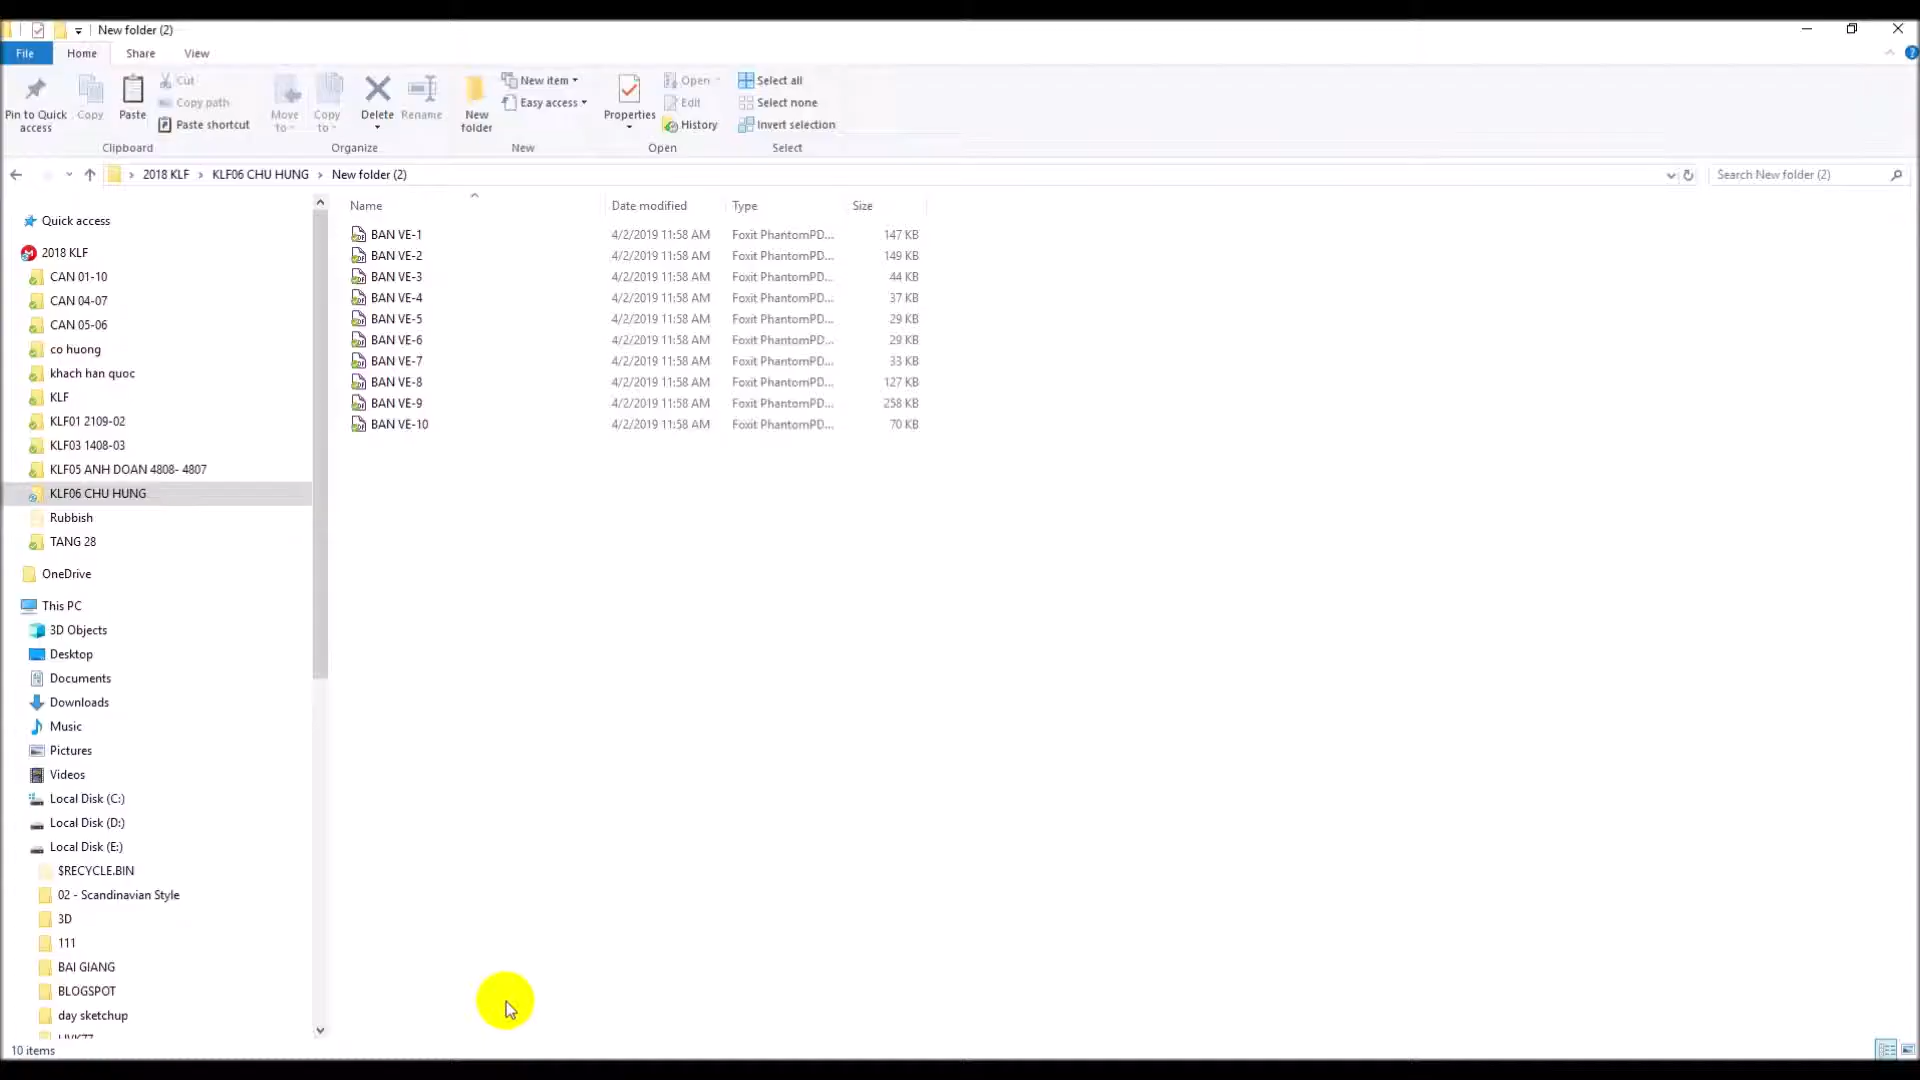 New folder (2)
File Home Share View
Pin to Quick access
Copy
Paste
Cut
Copy path
Paste shortcut
Clipboard
Move to
Copy to
Delete
Rename
Organize
New folder
New item
Easy access
New
Properties
Open
Edit
History
Open
Select all
Select none
Invert selection
Select
2018 KLF › KLF06 CHU HUNG › New folder (2)
Search New folder (2)
Quick access
2018 KLF
CAN 01-10
CAN 04-07
CAN 05-06
co huong
khach han quoc
KLF
KLF01 2109-02
KLF03 1408-03
KLF05 ANH DOAN 4808- 4807
KLF06 CHU HUNG
Rubbish
TANG 28
OneDrive
This PC
3D Objects
Desktop
Documents
Downloads
Music
Pictures
Videos
Local Disk (C:)
Local Disk (D:)
Local Disk (E:)
$RECYCLE.BIN
02 - Scandinavian Style
3D
111
BAI GIANG
BLOGSPOT
day sketchup
Name Date modified Type Size
BAN VE-1 4/2/2019 11:58 AM Foxit PhantomPD... 147 KB
BAN VE-2 4/2/2019 11:58 AM Foxit PhantomPD... 149 KB
BAN VE-3 4/2/2019 11:58 AM Foxit PhantomPD... 44 KB
BAN VE-4 4/2/2019 11:58 AM Foxit PhantomPD... 37 KB
BAN VE-5 4/2/2019 11:58 AM Foxit PhantomPD... 29 KB
BAN VE-6 4/2/2019 11:58 AM Foxit PhantomPD... 29 KB
BAN VE-7 4/2/2019 11:58 AM Foxit PhantomPD... 33 KB
BAN VE-8 4/2/2019 11:58 AM Foxit PhantomPD... 127 KB
BAN VE-9 4/2/2019 11:58 AM Foxit PhantomPD... 258 KB
BAN VE-10 4/2/2019 11:58 AM Foxit PhantomPD... 70 KB
10 items